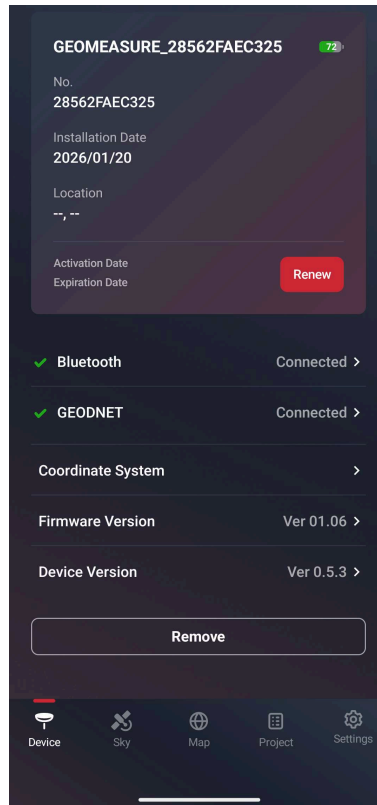 GEOMEASURE_28562FAEC325
72
No.
28562FAEC325
Installation Date
2026/01/20
Location
--, --
Activation Date
Expiration Date
Renew
Bluetooth Connected
GEODNET Connected
Coordinate System
Firmware Version Ver 01.06
Device Version Ver 0.5.3
Remove
Device Sky Map Project Settings